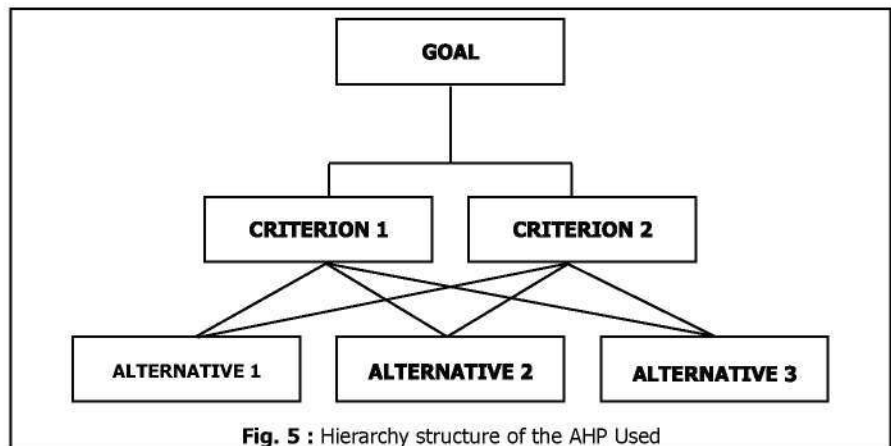 GOAL
CRITERION 1 CRITERION 2
ALTERNATIVE 1 ALTERNATIVE 2 ALTERNATIVE 3
Fig. 5 : Hierarchy structure of the AHP Used